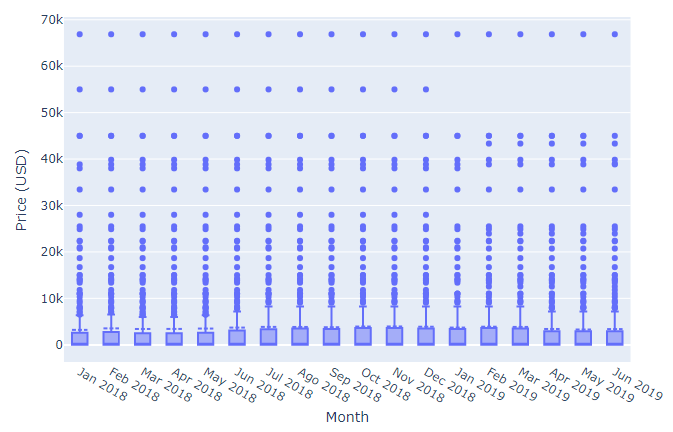 70k
60k
50k
40k
30k
20k
10k
0
Price (USD)
Jan 2018
Feb 2018
Mar 2018
Apr 2018
May 2018
Jun 2018
Jul 2018
Ago 2018
Sep 2018
Oct 2018
Nov 2018
Dec 2018
Jan 2019
Feb 2019
Mar 2019
Apr 2019
May 2019
Jun 2019
Month